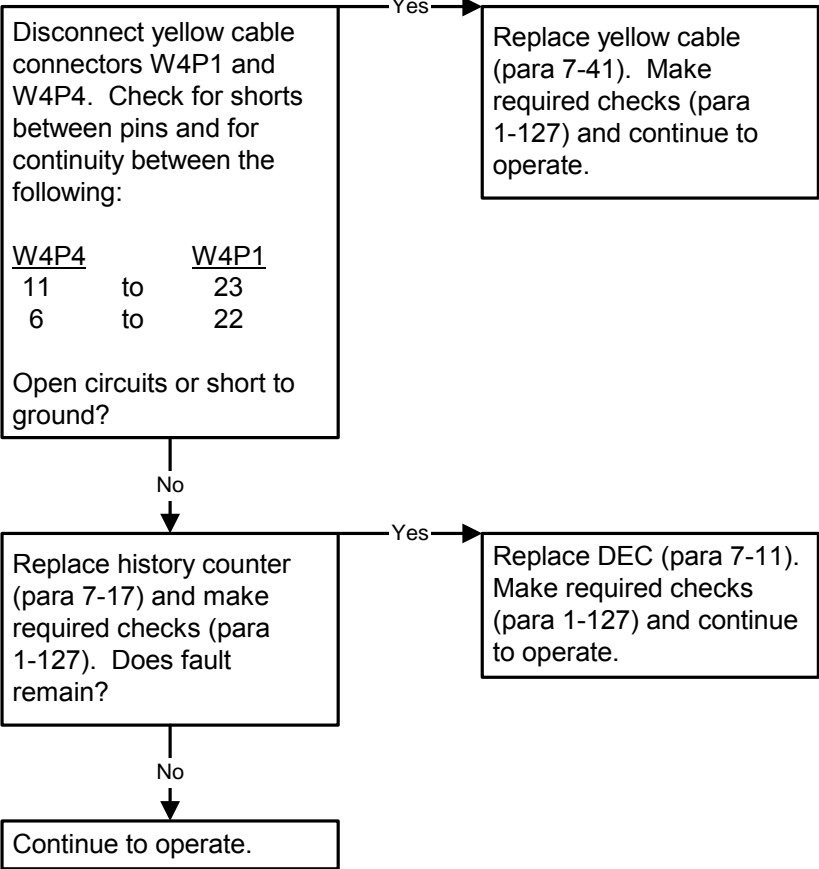 Yes
Disconnect yellow cable
connectors W4P1 and
W4P4.  Check for shorts
between pins and for
continuity between the
following:
W4P4 W4P1
11 to 23
6 to 22
Open circuits or short to
ground?
Replace yellow cable
(para 7-41).  Make
required checks (para
1-127) and continue to
operate.
No
Replace history counter
(para 7-17) and make
required checks (para
1-127).  Does fault
remain?
Yes
Replace DEC (para 7-11).
Make required checks
(para 1-127) and continue
to operate.
No
Continue to operate.